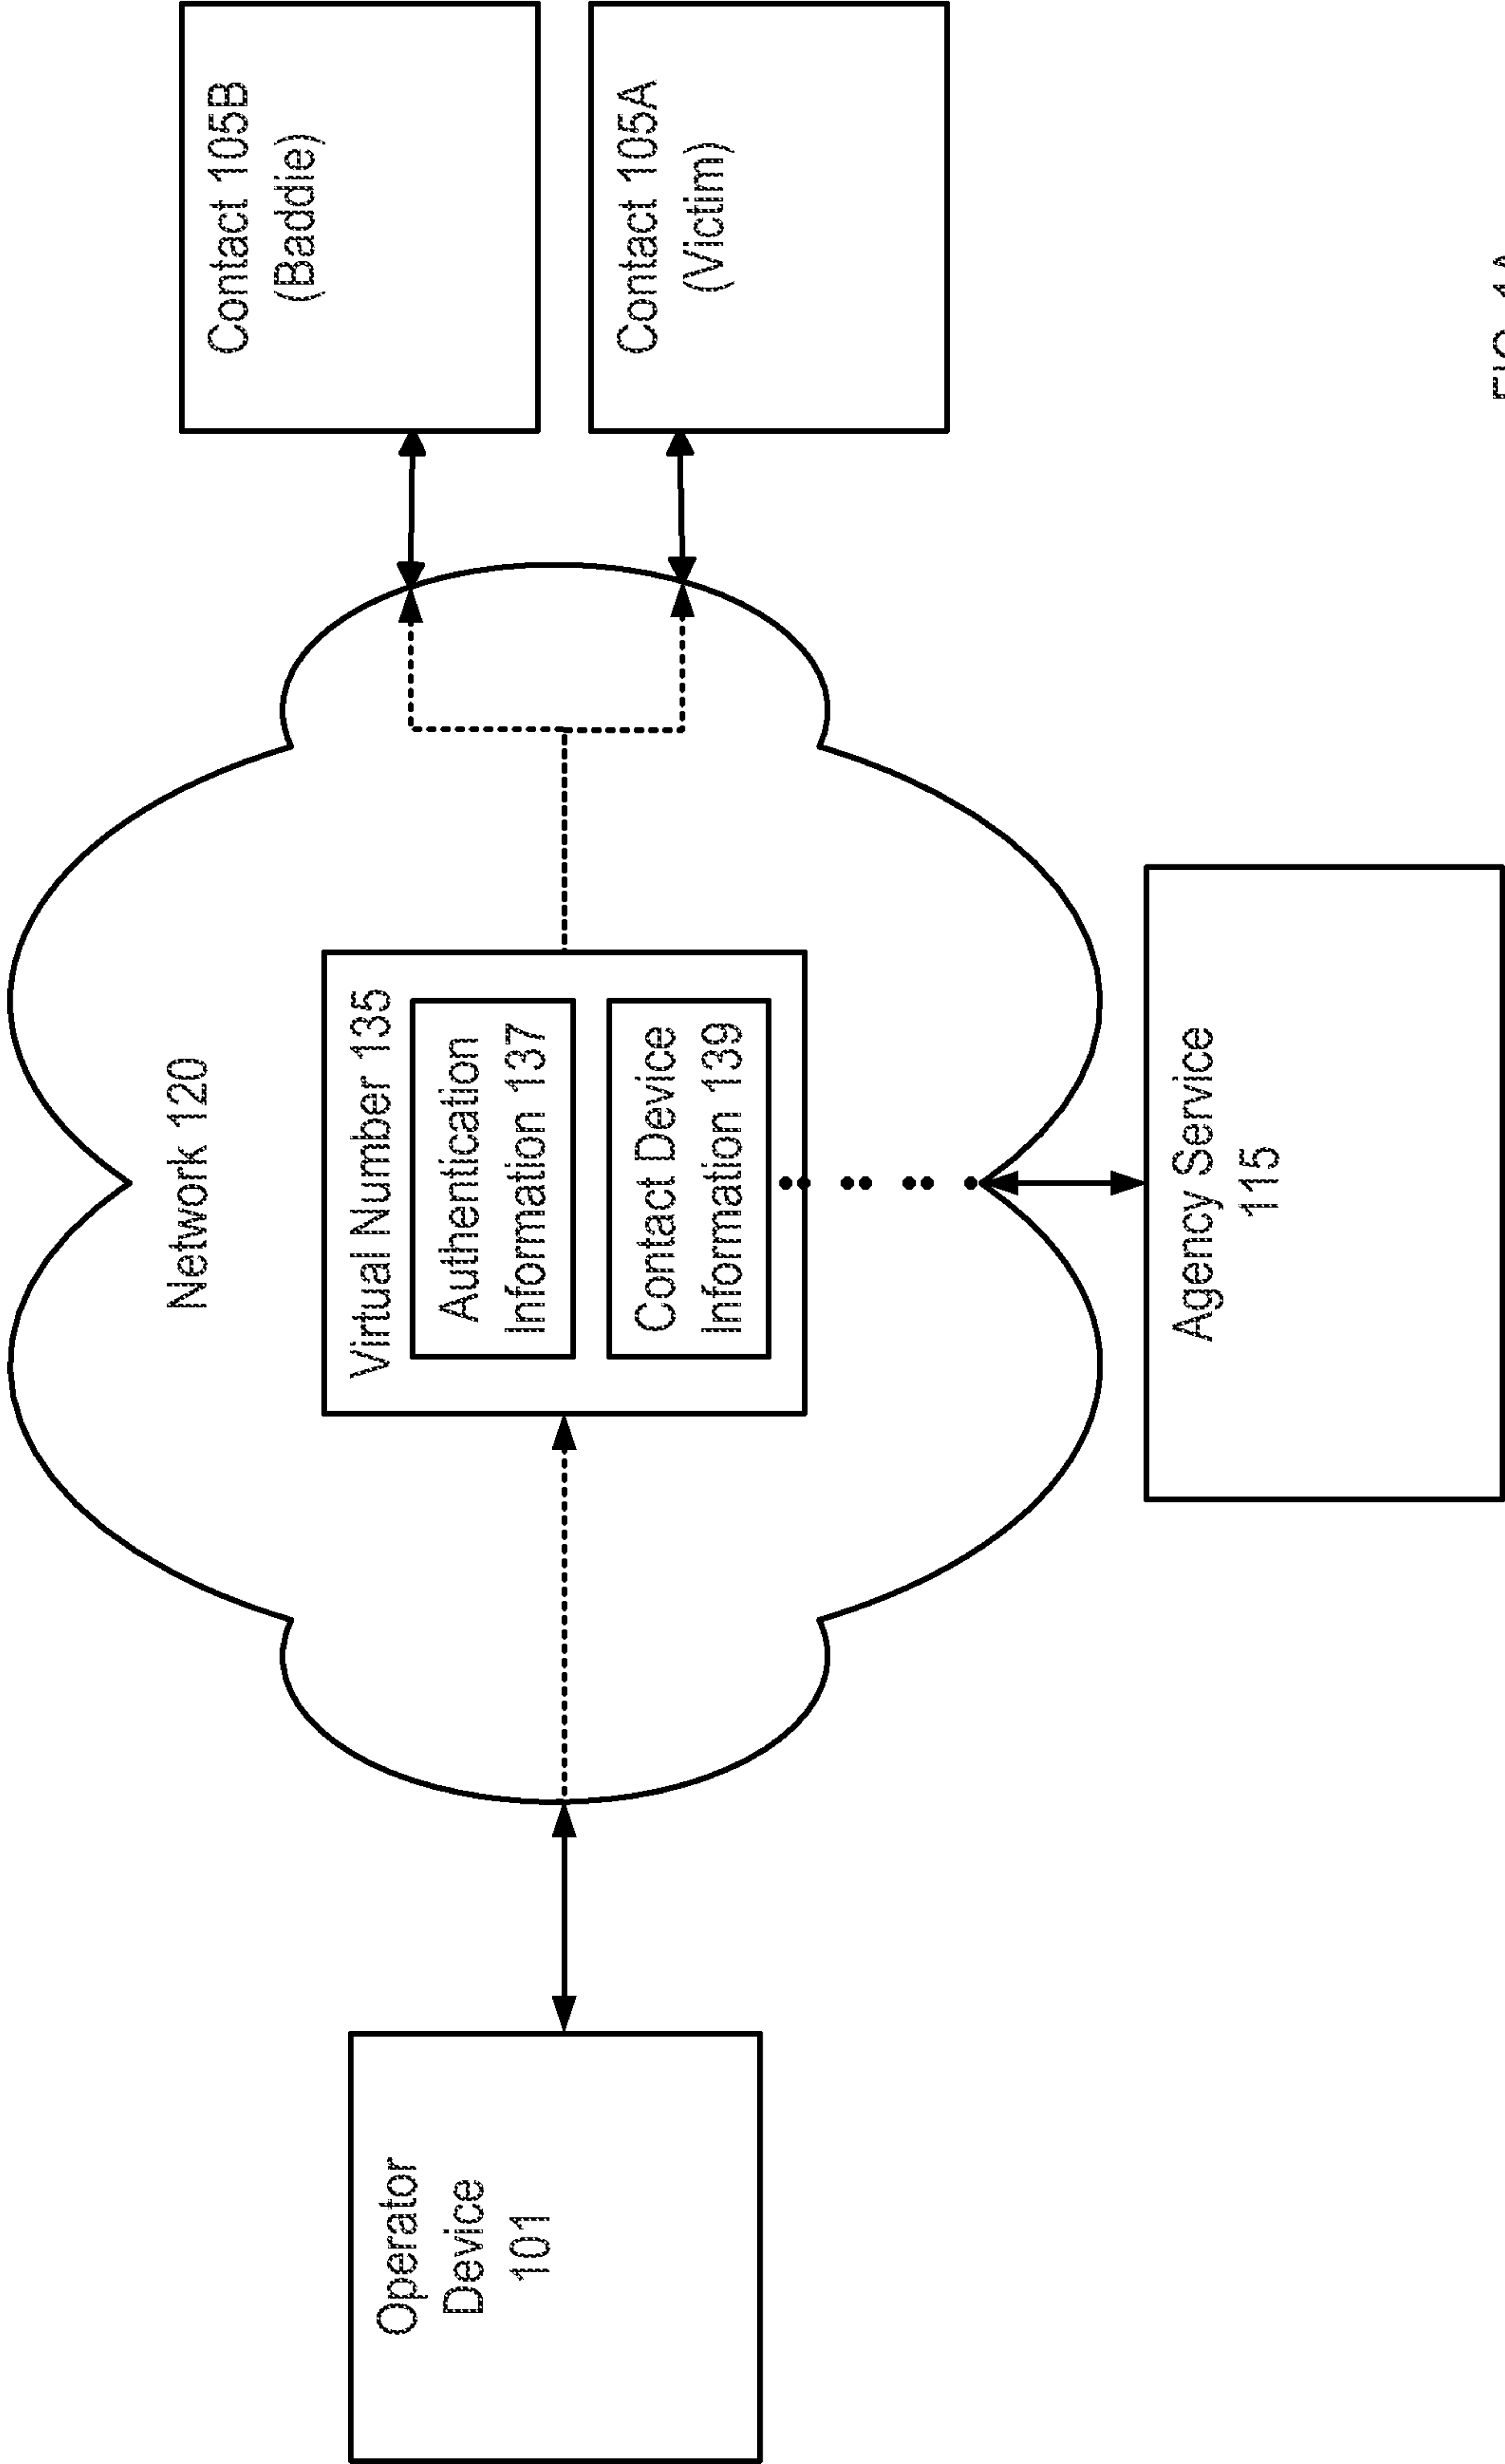 Operator
Device
101
Network 120
Virtual Number 135
Authentication
Information 137
Contact Device
Information 139
Contact 105B
(Baddie)
Contact 105A
(Victim)
Agency Service
115